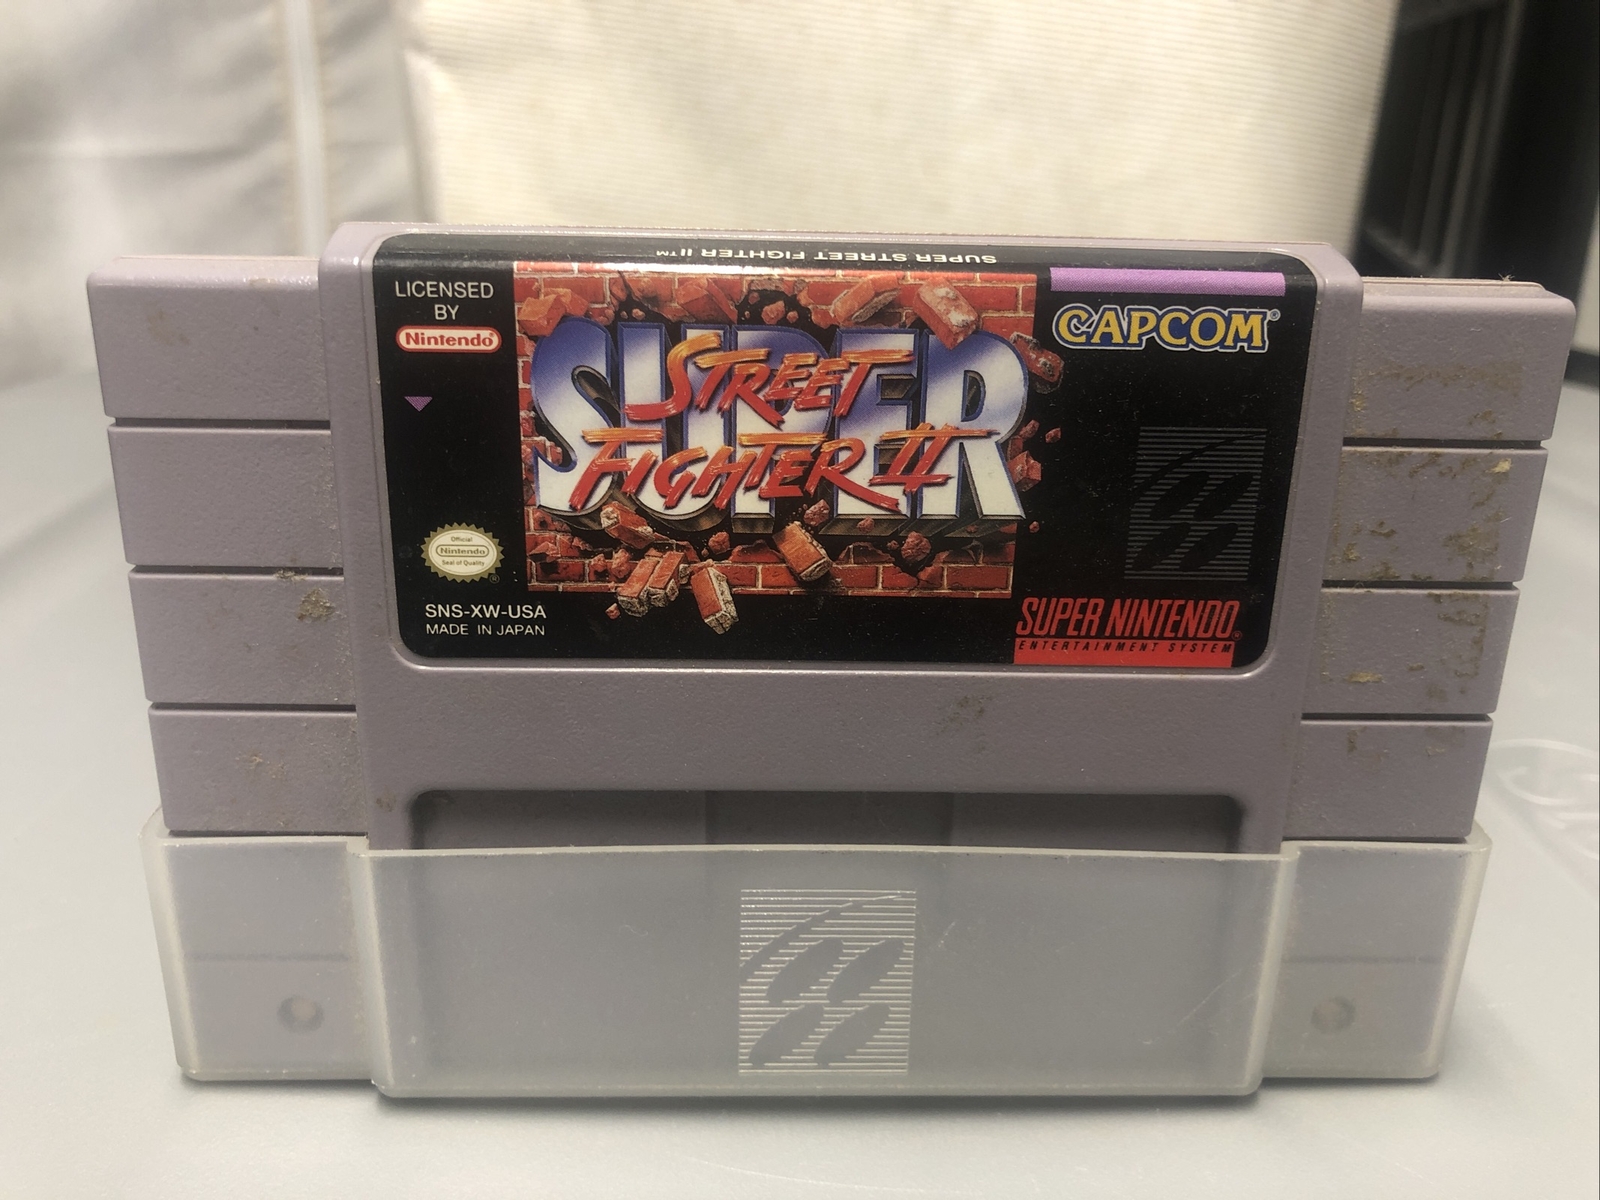 SUPER STREET FIGHTER II™
LICENSED
BY
Nintendo
CAPCOM®
SUPER
STREET
FIGHTER II
Official
Nintendo
Seal of Quality
®
SNS-XW-USA
MADE IN JAPAN
SUPER NINTENDO®
ENTERTAINMENT SYSTEM